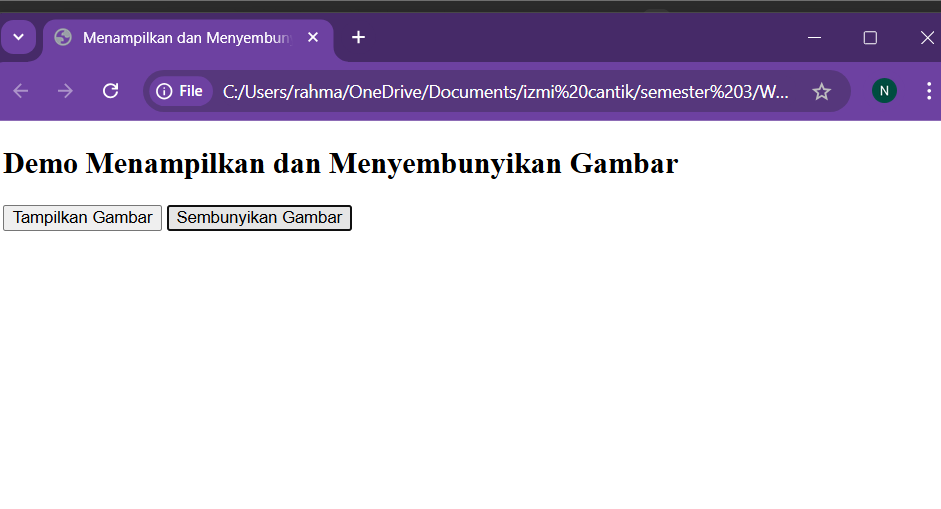 Menampilkan dan Menyembun
File C:/Users/rahma/OneDrive/Documents/izmi%20cantik/semester%203/W...
N
Demo Menampilkan dan Menyembunyikan Gambar
Tampilkan Gambar Sembunyikan Gambar